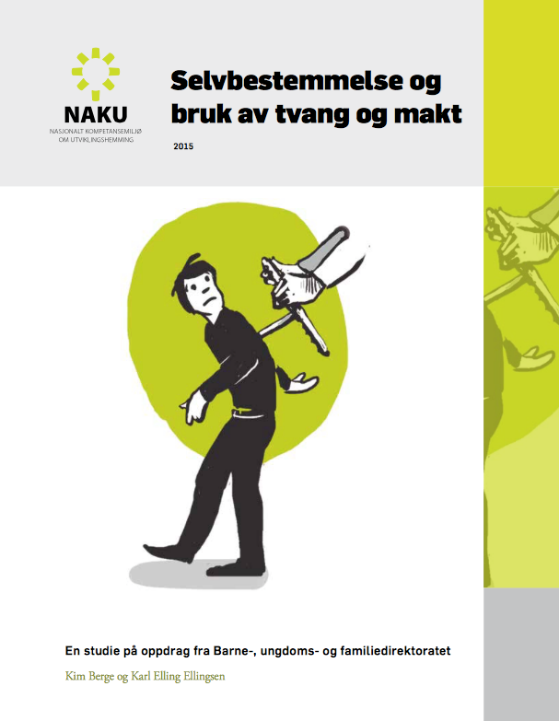 NAKU
NASJONALT KOMPETANSEMILJØ
OM UTVIKLINGSHEMMING
Selvbestemmelse og
bruk av tvang og makt
2015
En studie på oppdrag fra Barne-, ungdoms- og familiedirektoratet
Kim Berge og Karl Elling Ellingsen